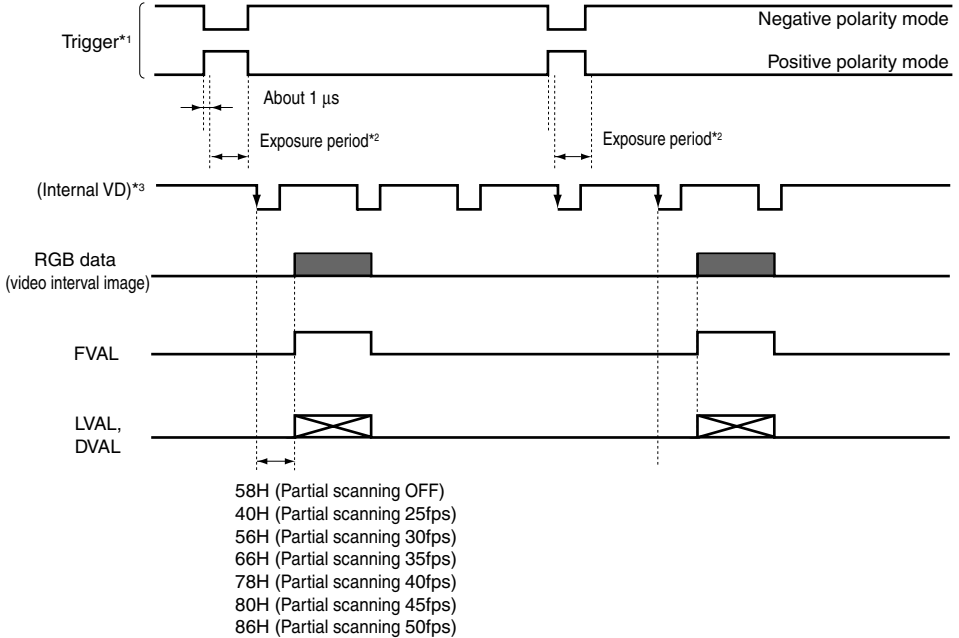 Negative polarity mode
Trigger*1
Positive polarity mode
About 1 μs
Exposure period*2
Exposure period*2
(Internal VD)*3
RGB data
(video interval image)
FVAL
LVAL,
DVAL
58H (Partial scanning OFF)
40H (Partial scanning 25fps)
56H (Partial scanning 30fps)
66H (Partial scanning 35fps)
78H (Partial scanning 40fps)
80H (Partial scanning 45fps)
86H (Partial scanning 50fps)